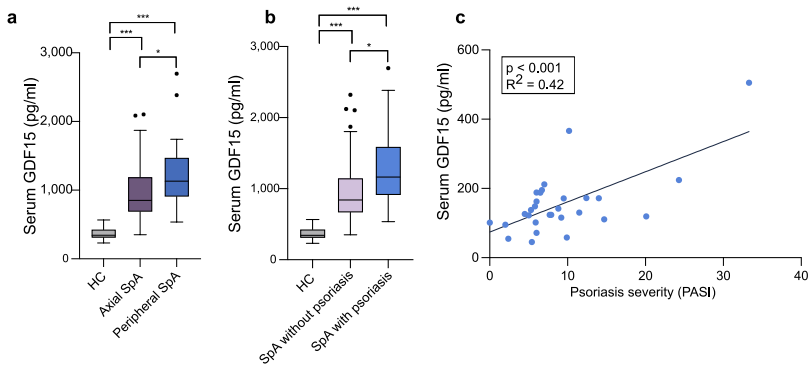 a
***
***
*
Serum GDF15 (pg/ml)
3,000
2,000
1,000
0
HC
Axial SpA
Peripheral SpA
b
***
***
*
Serum GDF15 (pg/ml)
3,000
2,000
1,000
0
HC
SpA without psoriasis
SpA with psoriasis
c
p < 0.001
R² = 0.42
Serum GDF15 (pg/ml)
600
400
200
0
0 10 20 30 40
Psoriasis severity (PASI)